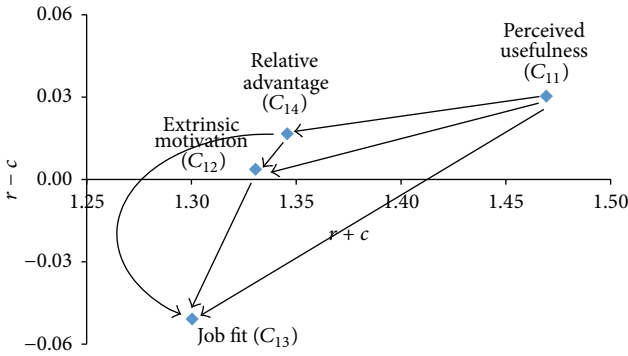 0.06
0.03
0.00
−0.03
−0.06
r − c
1.25
1.30
1.35
1.40
1.45
1.50
r + c
Perceived
usefulness
(C11)
Relative
advantage
(C14)
Extrinsic
motivation
(C12)
Job fit (C13)